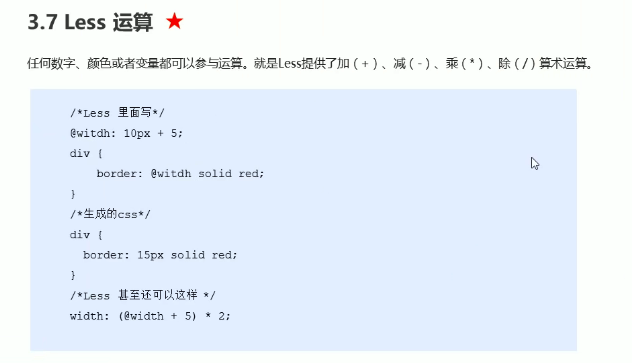 3.7 Less 运算 ★
任何数字、颜色或者变量都可以参与运算。就是Less提供了加（+）、减（-）、乘（*）、除（/）算术运算。
/*Less 里面写*/
@witdh: 10px + 5;
div {
    border: @witdh solid red;
}
/*生成的css*/
div {
  border: 15px solid red;
}
/*Less 甚至还可以这样 */
width: (@width + 5) * 2;